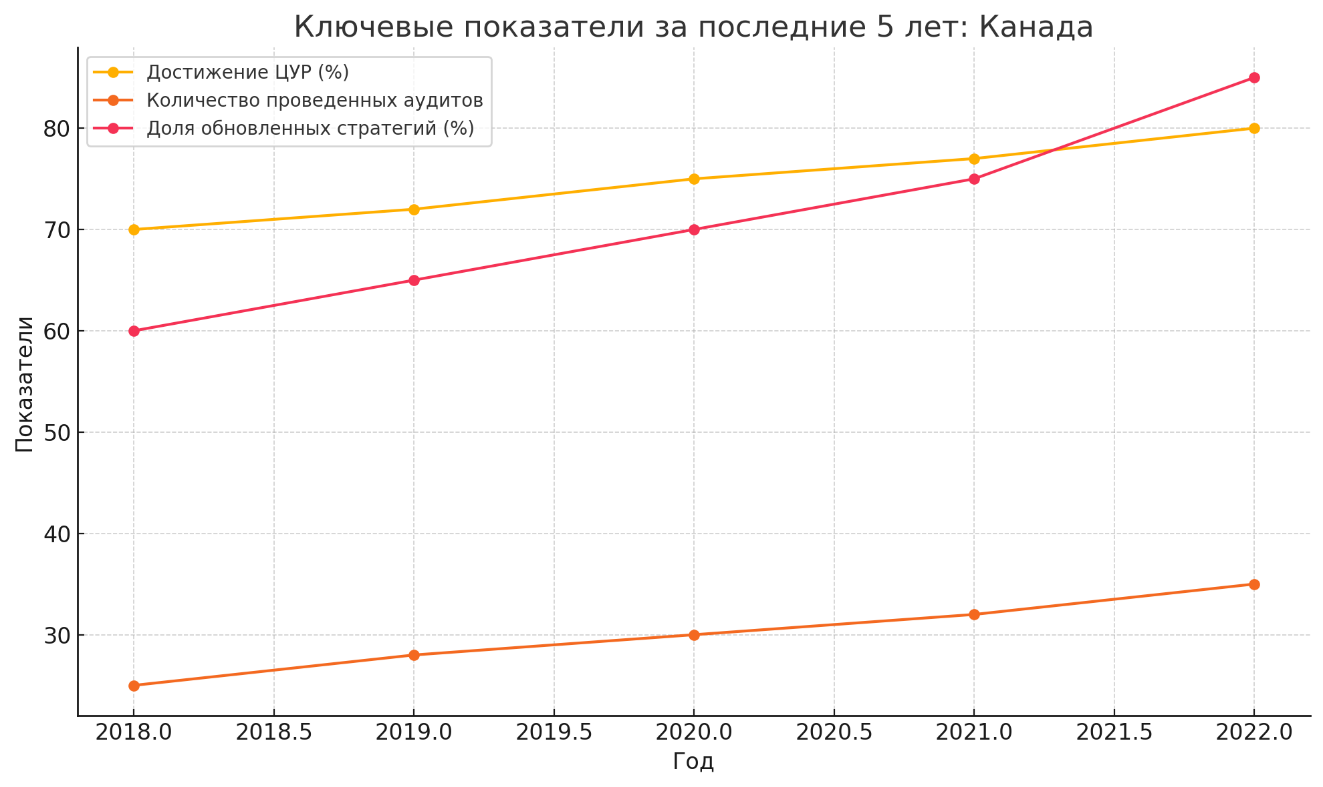 Ключевые показатели за последние 5 лет: Канада
Достижение ЦУР (%)
Количество проведенных аудитов
Доля обновленных стратегий (%)
Показатели
80
70
60
50
40
30
2018.0 2018.5 2019.0 2019.5 2020.0 2020.5 2021.0 2021.5 2022.0
Год